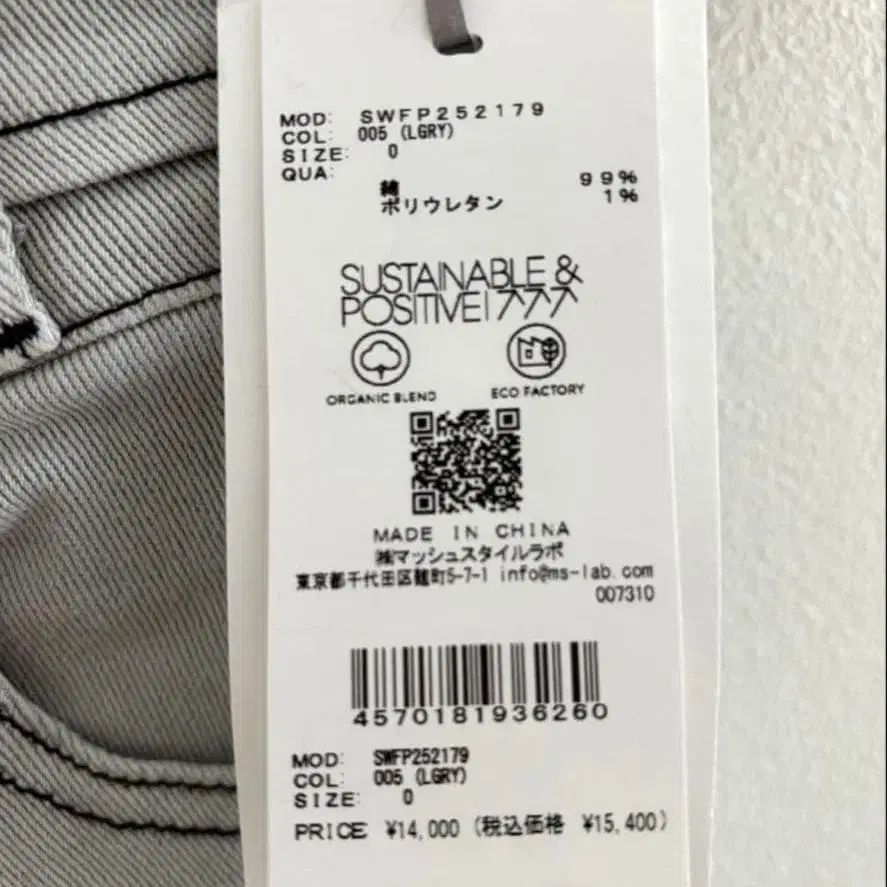 MOD: SWFP252179
COL: 005 (LGRY)
SIZE: 0
QUA:
綿 99%
ポリウレタン 1%
SUSTAINABLE &
POSITIVE! ↗↗↗
ORGANIC BLEND ECO FACTORY
MADE IN CHINA
㈱マッシュスタイルラボ
東京都千代田区麹町5-7-1 info@ms-lab.com
007310
4570181936260
MOD: SWFP252179
COL: 005 (LGRY)
SIZE: 0
PRICE ¥14,000 (税込価格 ¥15,400)